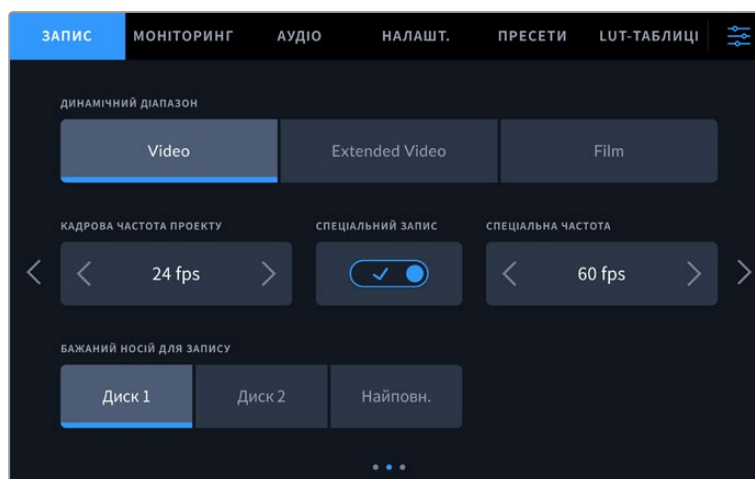 ЗАПИС МОНІТОРИНГ АУДІО НАЛАШТ. ПРЕСЕТИ LUT-ТАБЛИЦІ
ДИНАМІЧНИЙ ДІАПАЗОН
Video Extended Video Film
КАДРОВА ЧАСТОТА ПРОЕКТУ СПЕЦІАЛЬНИЙ ЗАПИС СПЕЦІАЛЬНА ЧАСТОТА
24 fps 60 fps
БАЖАНИЙ НОСІЙ ДЛЯ ЗАПИСУ
Диск 1 Диск 2 Найповн.